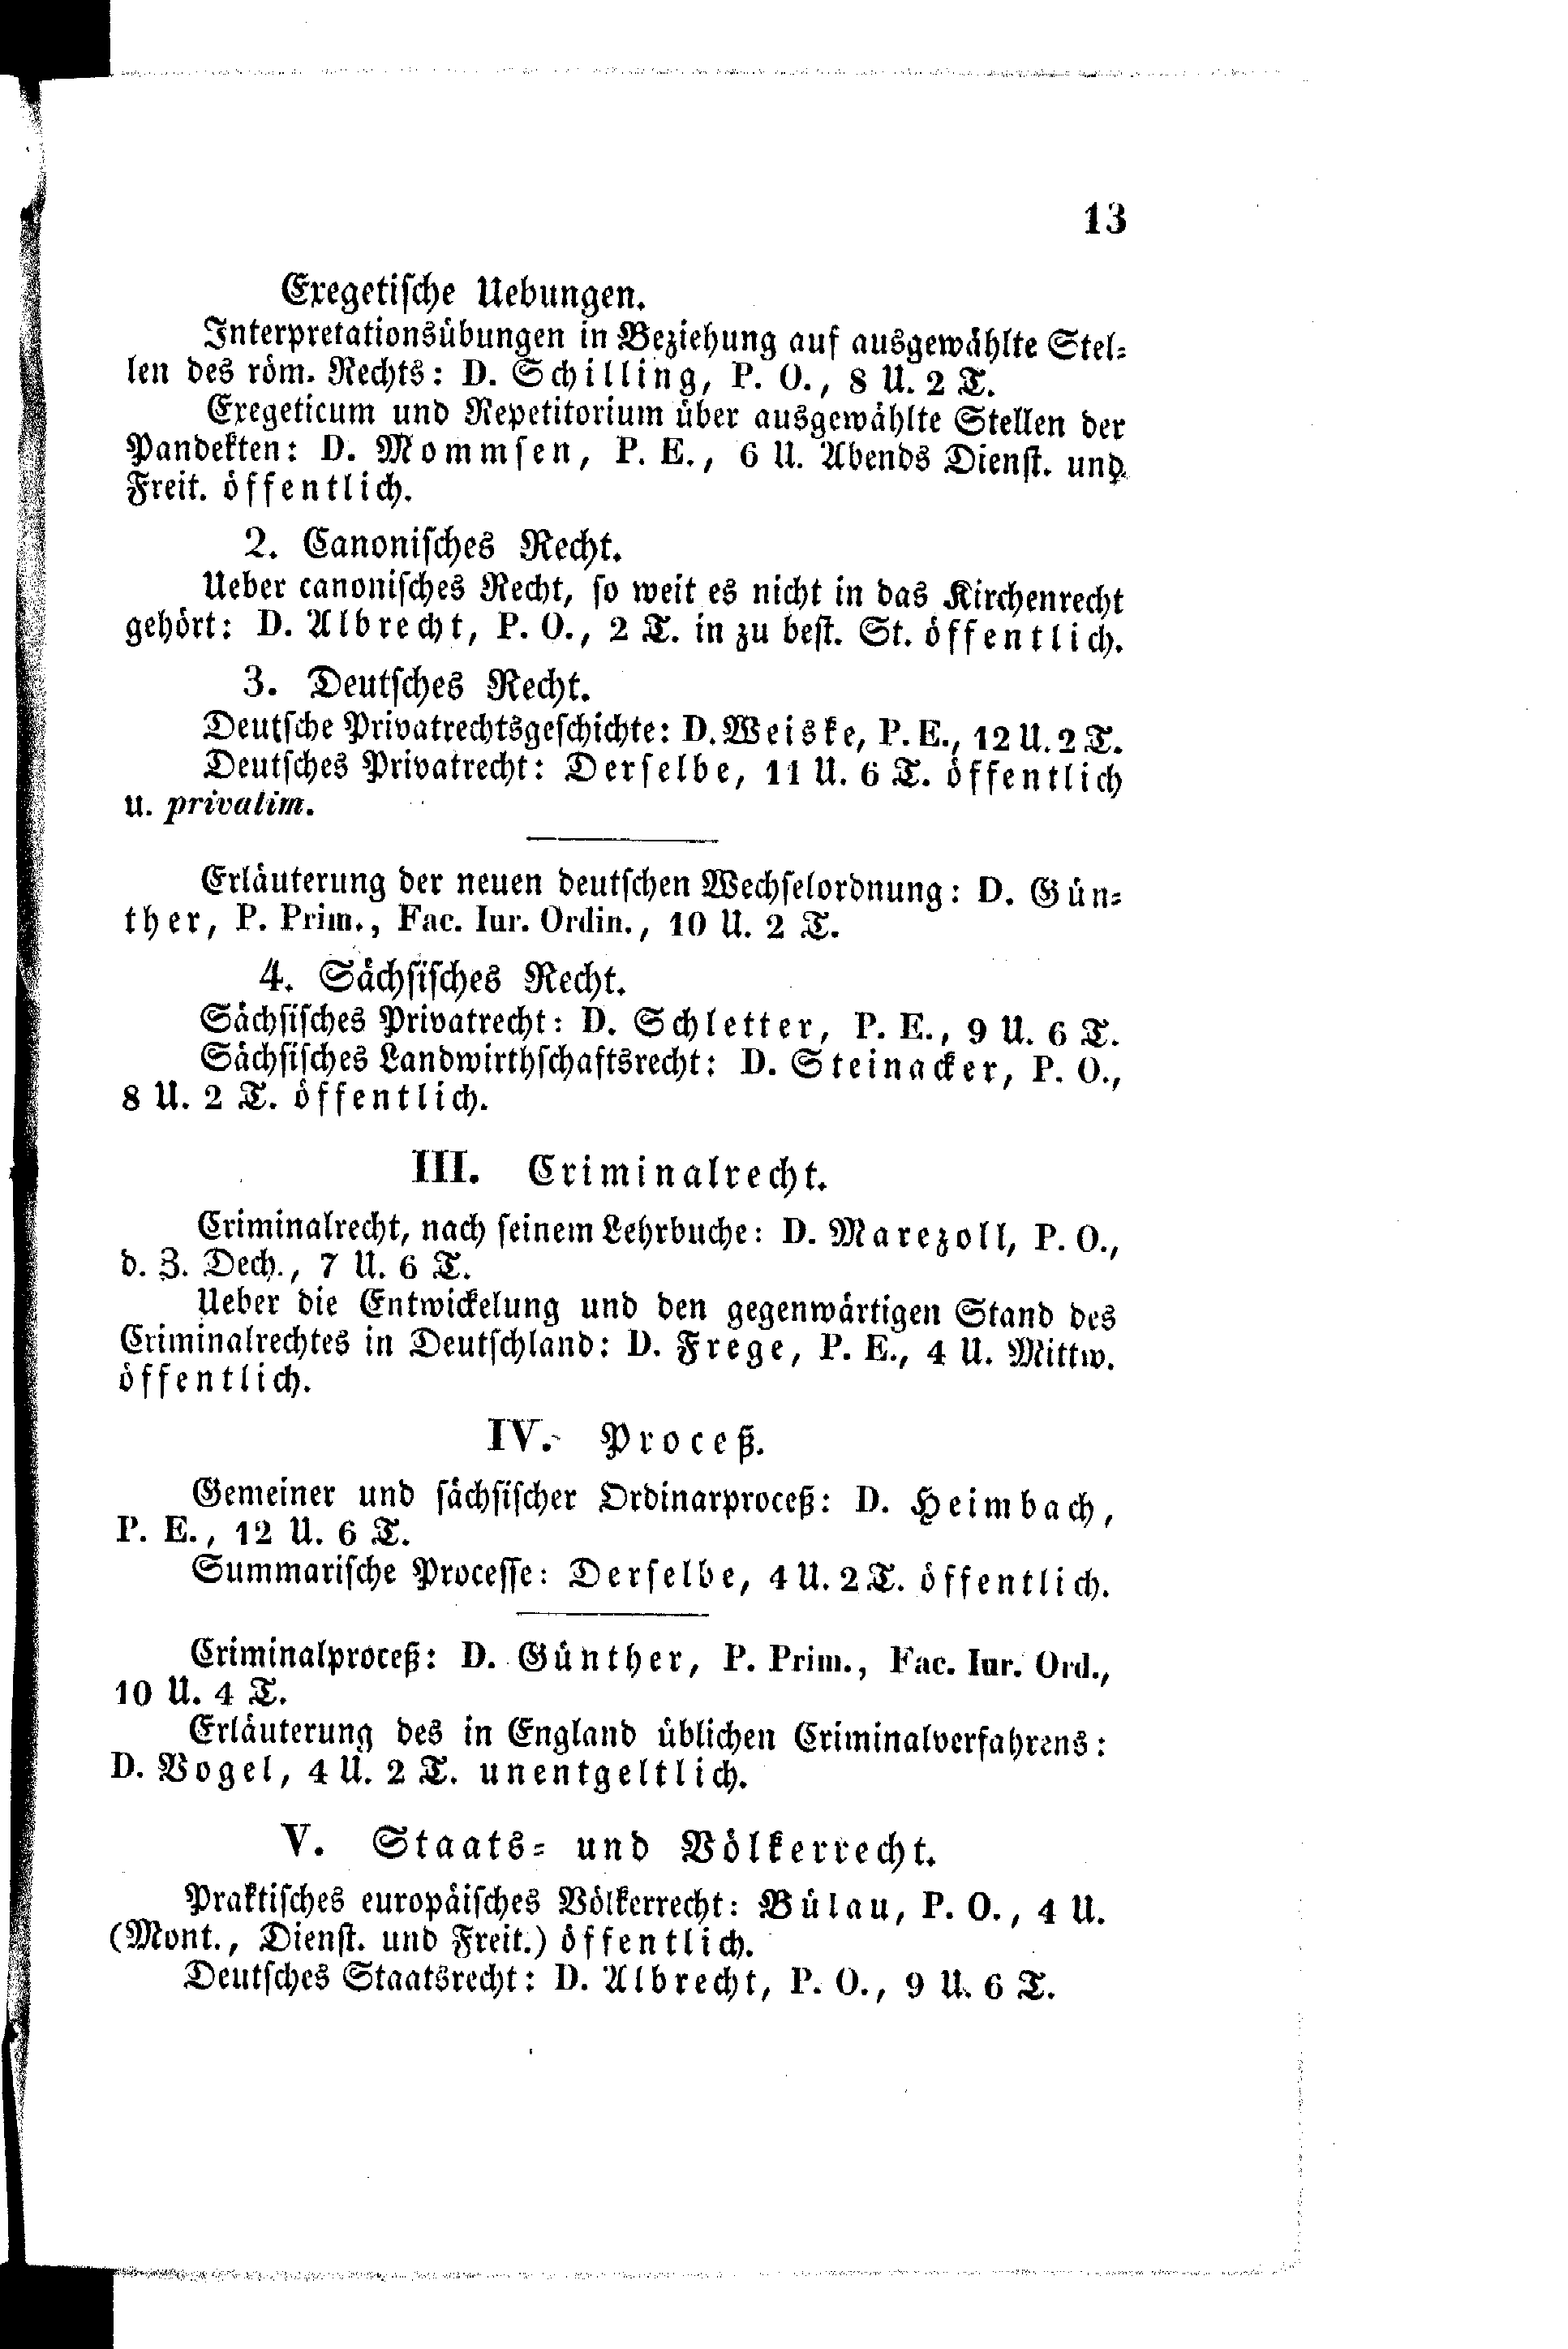 13
Exegetische Uebungen.
Interpretationsübungen in Beziehung auf ausgewählte Stel-
len des röm. Rechts: D. Schilling, P. O., 8 U. 2 T.
Exegeticum und Repetitorium über ausgewählte Stellen der
Pandekten: D. Mommsen, P. E., 6 U. Abends Dienst. und
Freit. öffentlich.
2. Canonisches Recht.
Ueber canonisches Recht, so weit es nicht in das Kirchenrecht
gehört: D. Albrecht, P. O., 2 T. in zu best. St. öffentlich.
3. Deutsches Recht.
Deutsche Privatrechtsgeschichte: D. Weiske, P. E., 12 U. 2 T.
Deutsches Privatrecht: Derselbe, 11 U. 6 T. öffentlich
u. privatim.
Erläuterung der neuen deutschen Wechselordnung: D. Gün-
ther, P. Prim., Fac. Iur. Ordin., 10 U. 2 T.
4. Sächsisches Recht.
Sächsisches Privatrecht: D. Schletter, P. E., 9 U. 6 T.
Sächsisches Landwirthschaftsrecht: D. Steinacker, P. O.,
8 U. 2 T. öffentlich.
III. Criminalrecht.
Criminalrecht, nach seinem Lehrbuche: D. Marezoll, P. O.,
d. Z. Dech., 7 U. 6 T.
Ueber die Entwickelung und den gegenwärtigen Stand des
Criminalrechtes in Deutschland: D. Frege, P. E., 4 U. Mittw.
öffentlich.
IV. Proceß.
Gemeiner und sächsischer Ordinarproceß: D. Heimbach,
P. E., 12 U. 6 T.
Summarische Processe: Derselbe, 4 U. 2 T. öffentlich.
Criminalproceß: D. Günther, P. Prim., Fac. Iur. Ord.,
10 U. 4 T.
Erläuterung des in England üblichen Criminalverfahrens:
D. Vogel, 4 U. 2 T. unentgeltlich.
V. Staats- und Völkerrecht.
Praktisches europäisches Völkerrecht: Bülau, P. O., 4 U.
(Mont., Dienst. und Freit.) öffentlich.
Deutsches Staatsrecht: D. Albrecht, P. O., 9 U. 6 T.